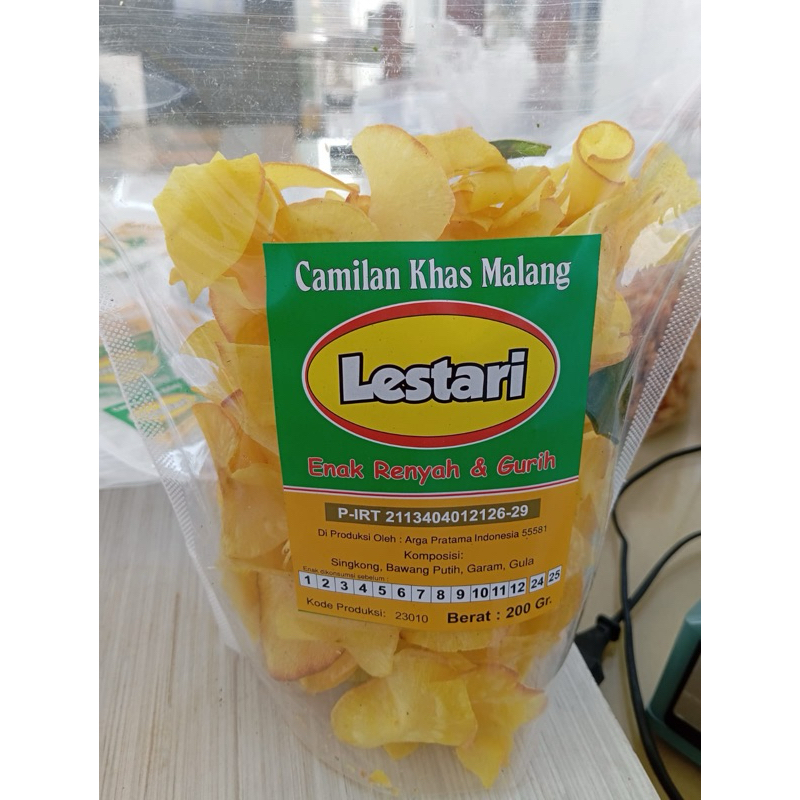 Camilan Khas Malang
Lestari
Enak Renyah & Gurih
P-IRT 2113404012126-29
Di Produksi Oleh : Arga Pratama Indonesia 55581
Komposisi:
Singkong, Bawang Putih, Garam, Gula
Enak dikonsumsi sebelum :
1 2 3 4 5 6 7 8 9 10 11 12 24 25
Kode Produksi: 23010 Berat : 200 Gr.